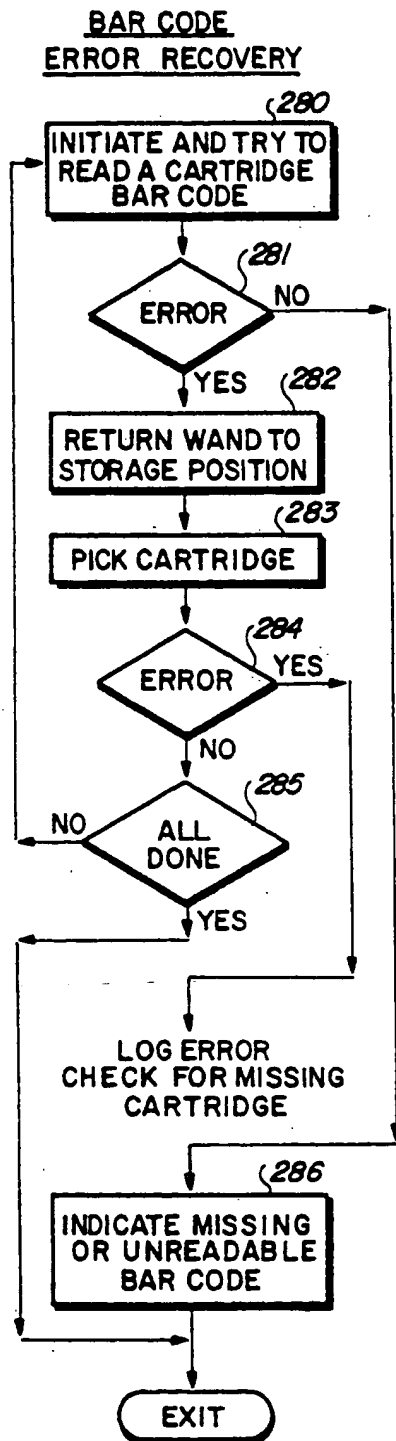 BAR CODE
ERROR RECOVERY
280
INITIATE AND TRY TO
READ A CARTRIDGE
BAR CODE
281
ERROR
NO
YES
282
RETURN WAND TO
STORAGE POSITION
283
PICK CARTRIDGE
284
ERROR
YES
NO
285
NO
ALL
DONE
YES
LOG ERROR
CHECK FOR MISSING
CARTRIDGE
286
INDICATE MISSING
OR UNREADABLE
BAR CODE
EXIT